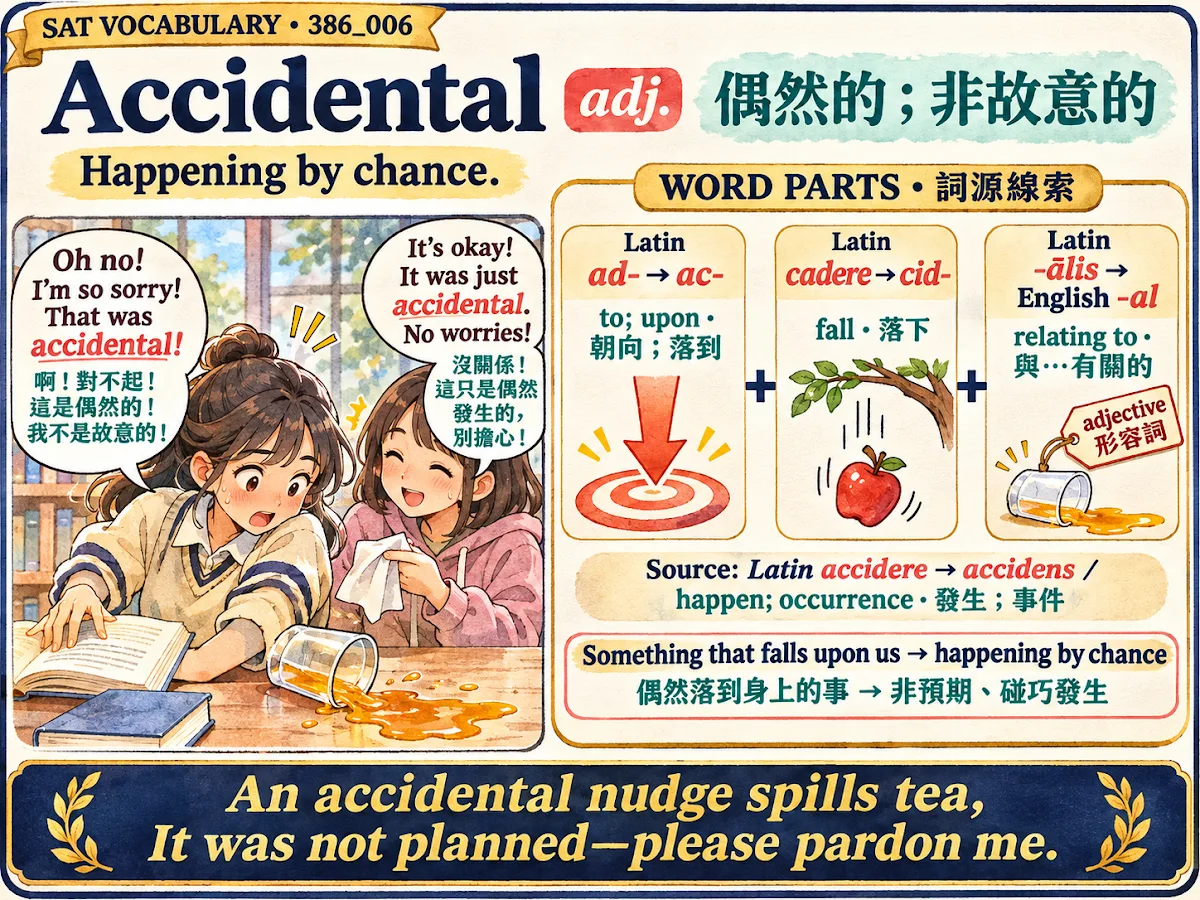 SAT VOCABULARY • 386_006
Accidental
adj.
偶然的；非故意的
Happening by chance.
Oh no!
I'm so sorry!
That was
accidental!
啊！對不起！
這是偶然的！
我不是故意的！
It's okay!
It was just
accidental.
No worries!
沒關係！
這只是偶然
發生的，
別擔心！
WORD PARTS • 詞源線索
Latin
ad- → ac-
to; upon •
朝向；落到
+
Latin
cadere → cid-
fall • 落下
+
Latin
-ālis →
English -al
relating to •
與…有關的
adjective
形容詞
Source: Latin accidere → accidens /
happen; occurrence • 發生；事件
Something that falls upon us → happening by chance
偶然落到身上的事 → 非預期、碰巧發生
An accidental nudge spills tea,
It was not planned—please pardon me.